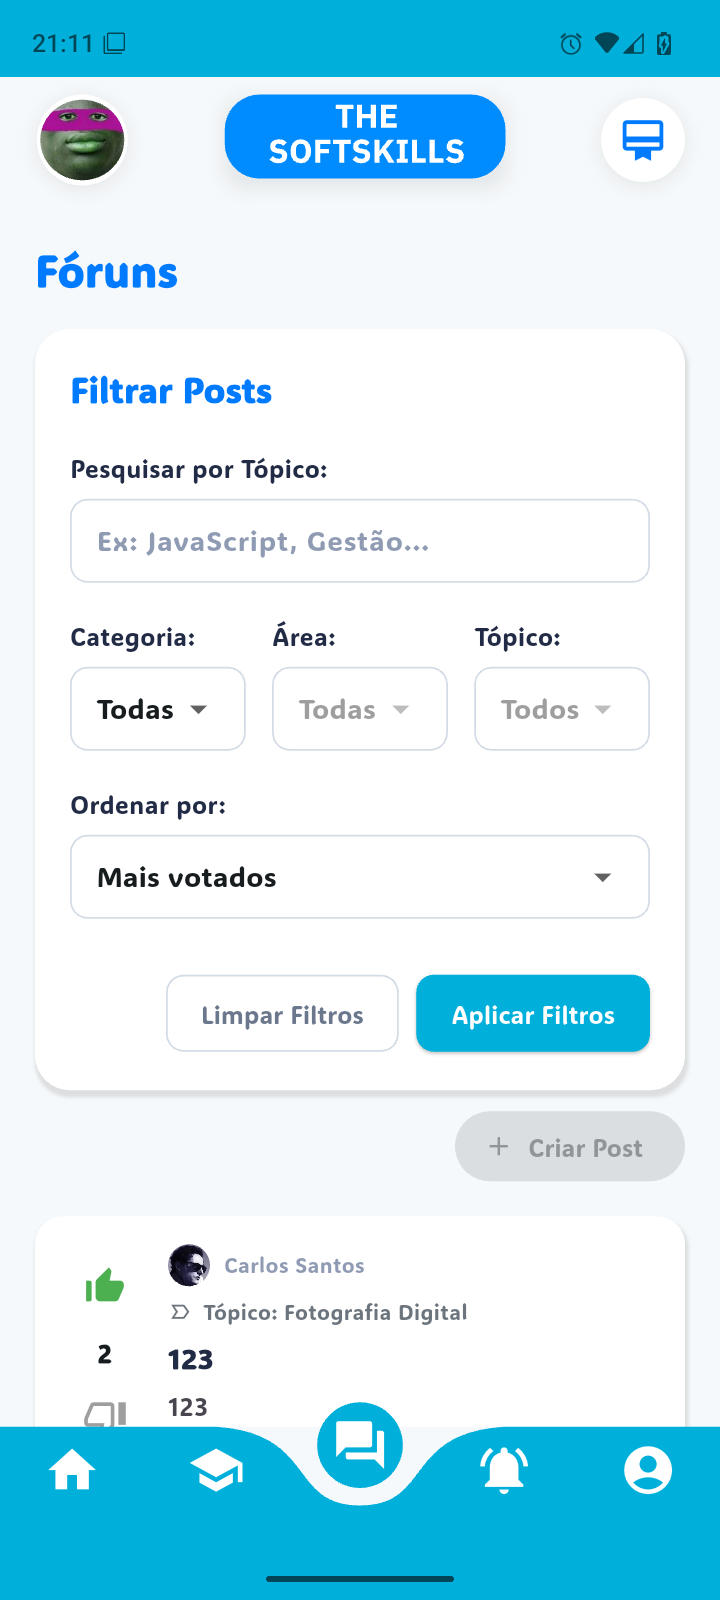 21:11
THE
SOFTSKILLS
Fóruns
Filtrar Posts
Pesquisar por Tópico:
Ex: JavaScript, Gestão...
Categoria: Área: Tópico:
Todas Todas Todos
Ordenar por:
Mais votados
Limpar Filtros Aplicar Filtros
+ Criar Post
Carlos Santos
Tópico: Fotografia Digital
2 123
123